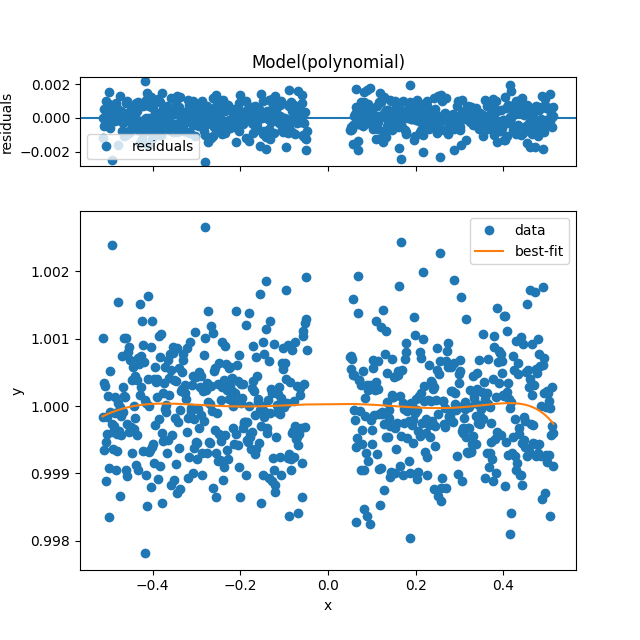 Model(polynomial)
0.002
0.000
−0.002
residuals
residuals
data
best-fit
1.002
1.001
1.000
0.999
0.998
y
−0.4
−0.2
0.0
0.2
0.4
x